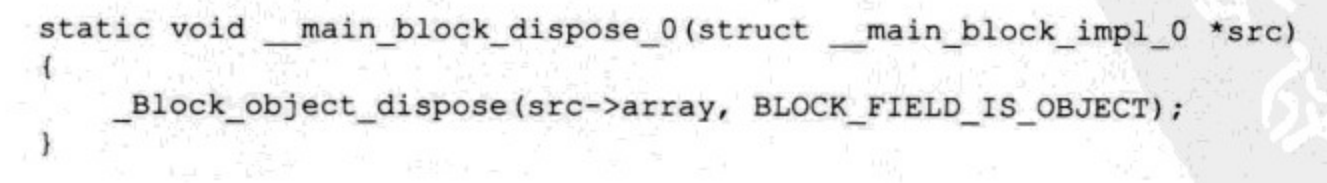 static void __main_block_dispose_0(struct __main_block_impl_0 *src)
{
    _Block_object_dispose(src->array, BLOCK_FIELD_IS_OBJECT);
}